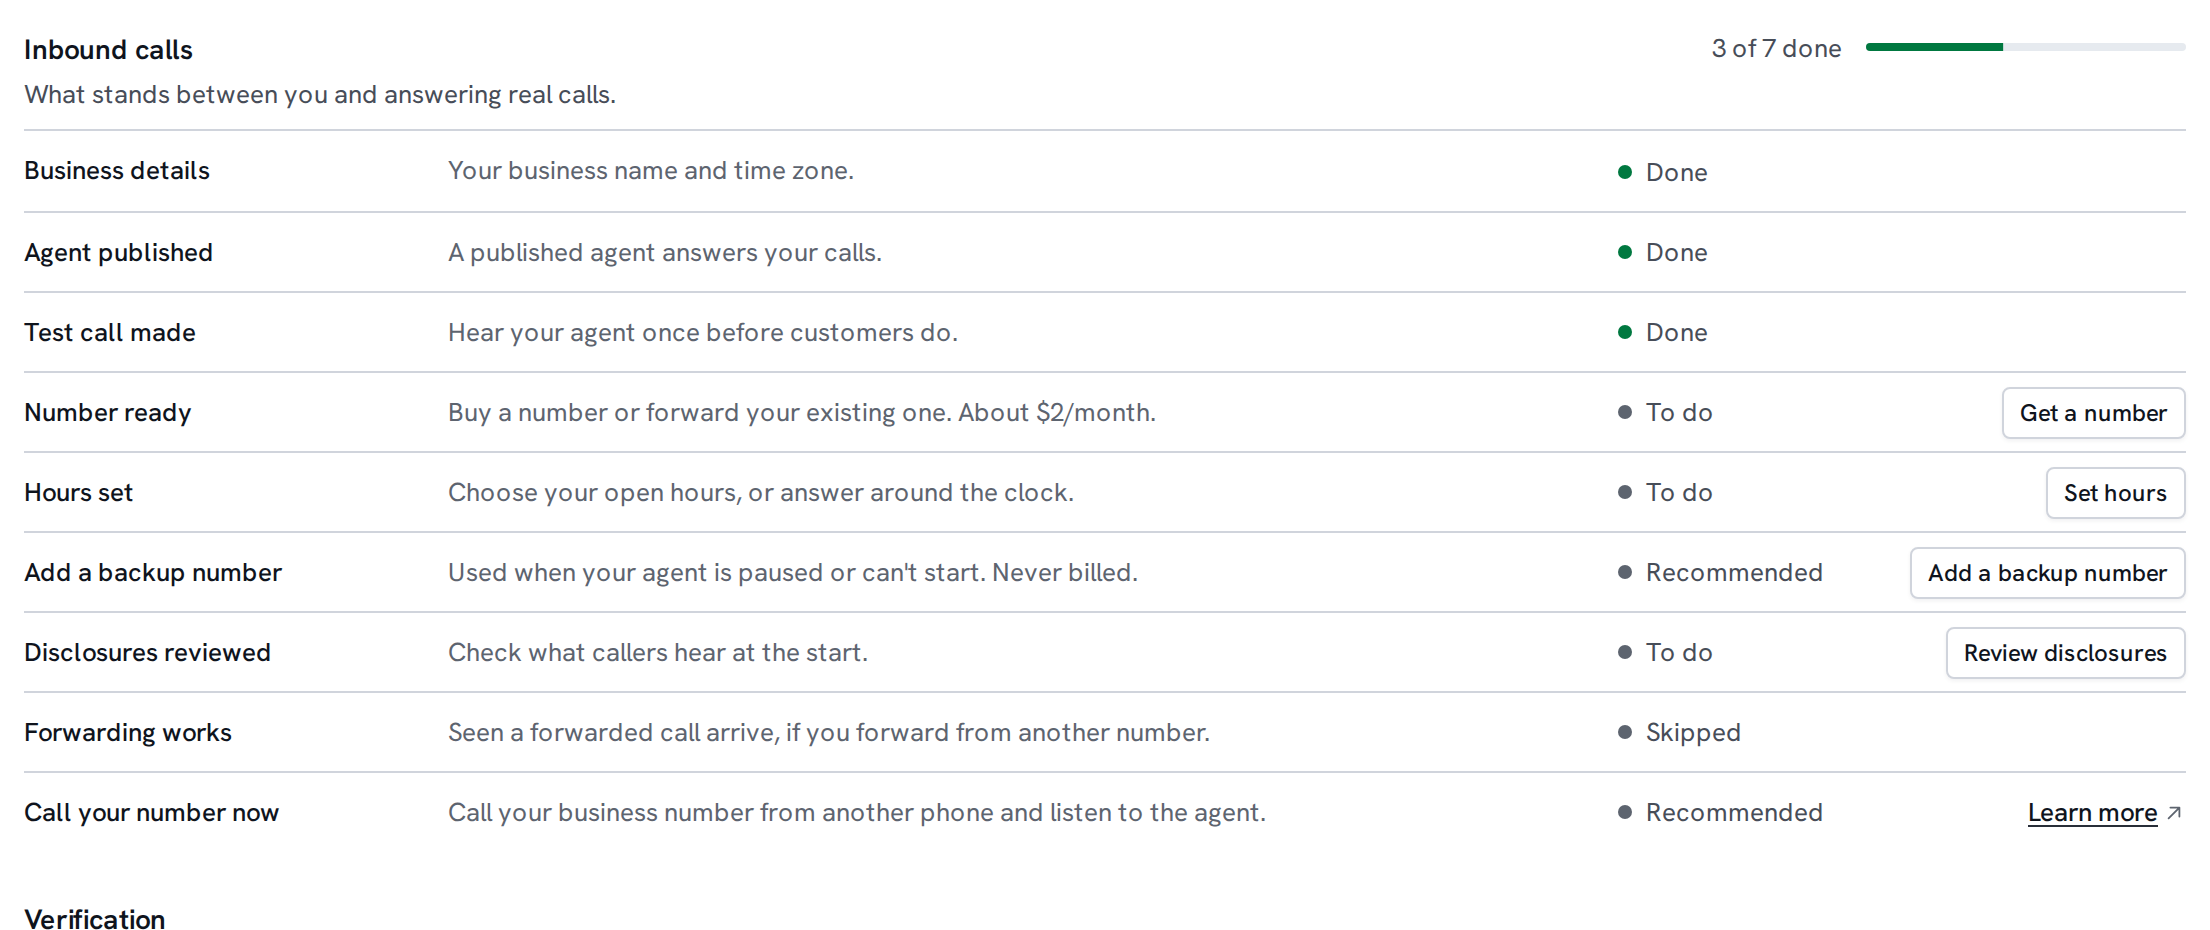 Inbound calls
3 of 7 done
What stands between you and answering real calls.
Business details Your business name and time zone. Done
Agent published A published agent answers your calls. Done
Test call made Hear your agent once before customers do. Done
Number ready Buy a number or forward your existing one. About $2/month. To do Get a number
Hours set Choose your open hours, or answer around the clock. To do Set hours
Add a backup number Used when your agent is paused or can't start. Never billed. Recommended Add a backup number
Disclosures reviewed Check what callers hear at the start. To do Review disclosures
Forwarding works Seen a forwarded call arrive, if you forward from another number. Skipped
Call your number now Call your business number from another phone and listen to the agent. Recommended Learn more
Verification